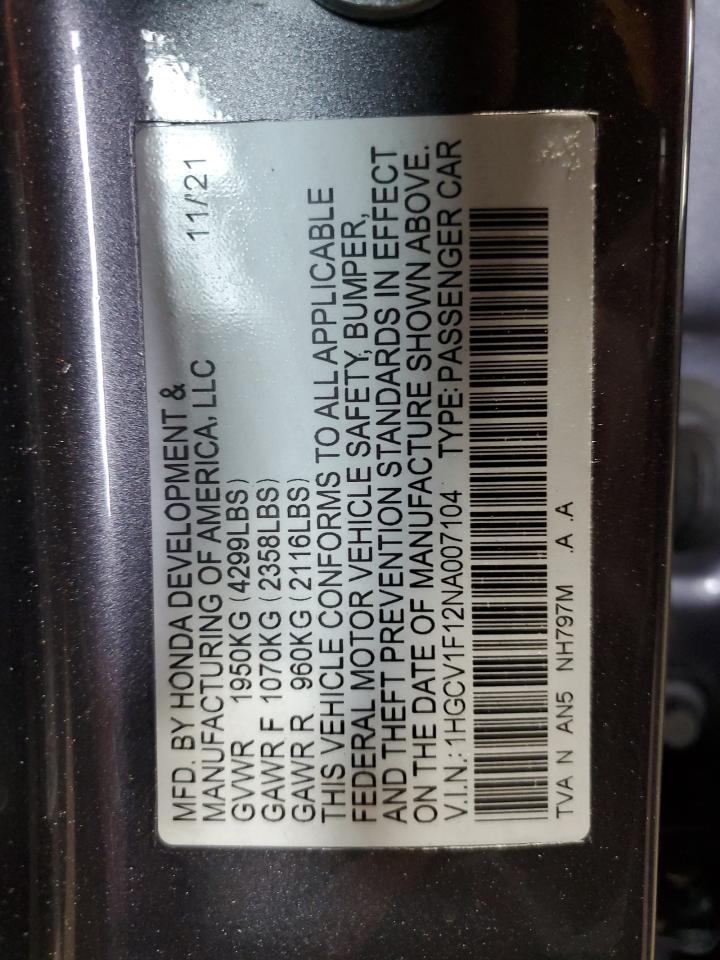 MFD. BY HONDA DEVELOPMENT &
MANUFACTURING OF AMERICA, LLC 11/'21
GVWR 1950KG (4299LBS)
GAWR F 1070KG (2358LBS)
GAWR R 960KG (2116LBS)
THIS VEHICLE CONFORMS TO ALL APPLICABLE
FEDERAL MOTOR VEHICLE SAFETY, BUMPER,
AND THEFT PREVENTION STANDARDS IN EFFECT
ON THE DATE OF MANUFACTURE SHOWN ABOVE.
V.I.N.: 1HGCV1F12NA007104 TYPE: PASSENGER CAR
TVA N AN5 NH797M .A .A